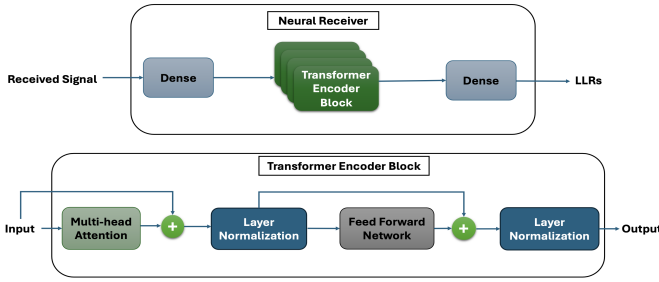 Neural Receiver
Received Signal
Dense
Transformer
Encoder
Block
Dense
LLRs
Transformer Encoder Block
Input
Multi-head
Attention
+
Layer
Normalization
Feed Forward
Network
+
Layer
Normalization
Output